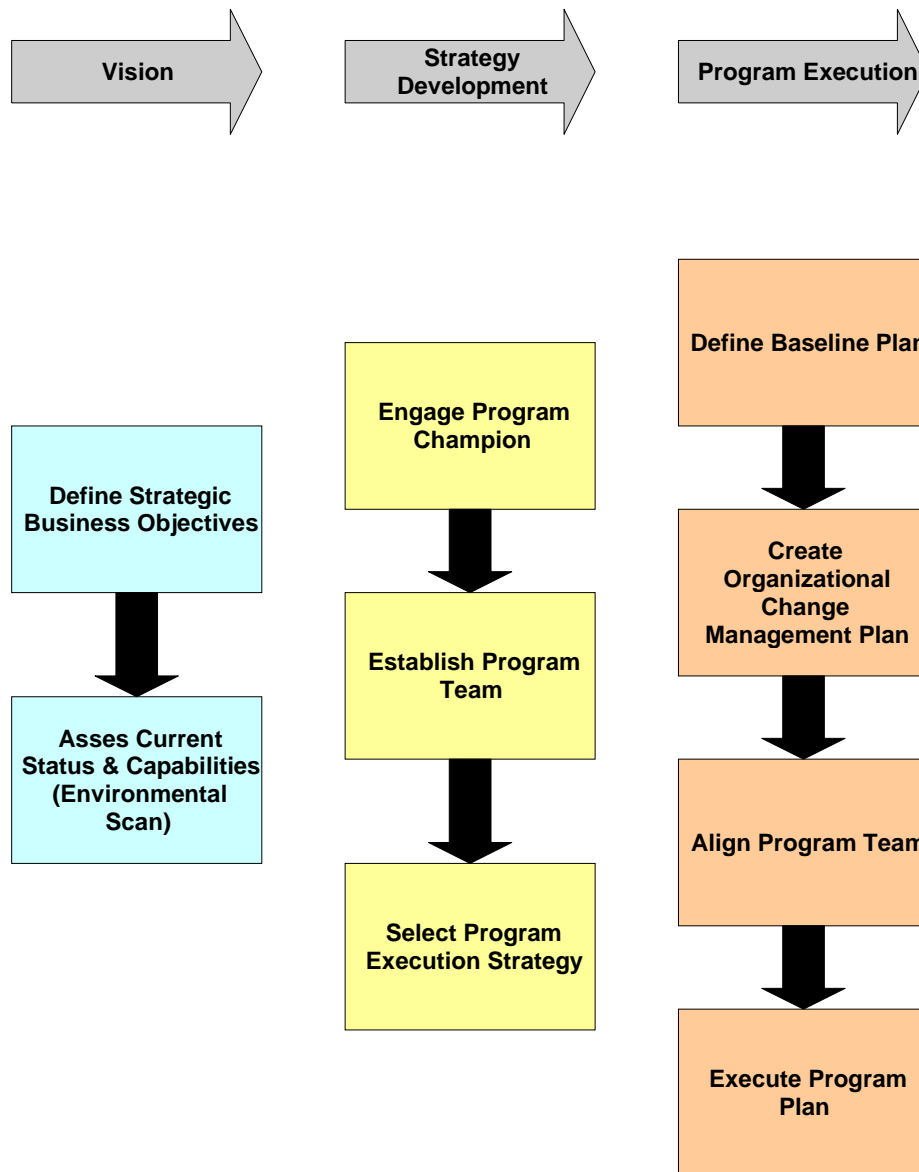 Vision
Strategy
Development
Program Execution
Define Strategic
Business Objectives
Asses Current
Status & Capabilities
(Environmental
Scan)
Engage Program
Champion
Establish Program
Team
Select Program
Execution Strategy
Define Baseline Plan
Create
Organizational
Change
Management Plan
Align Program Team
Execute Program
Plan